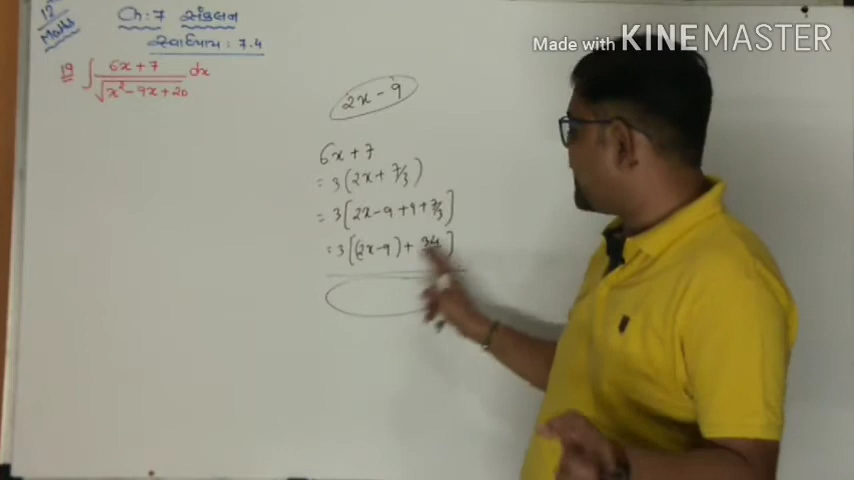 12 Maths
Ch: 7 સંકલન
સ્વાધ્યાય : 7.4
Made with KINEMASTER
19 ∫ 6x+7 / √x²-9x+20 dx
2x-9
6x+7
= 3(2x+7/3)
= 3[2x-9+9+7/3]
= 3[(2x-9)+34